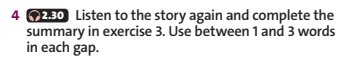 4 2.30 Listen to the story again and complete the
summary in exercise 3. Use between 1 and 3 words
in each gap.